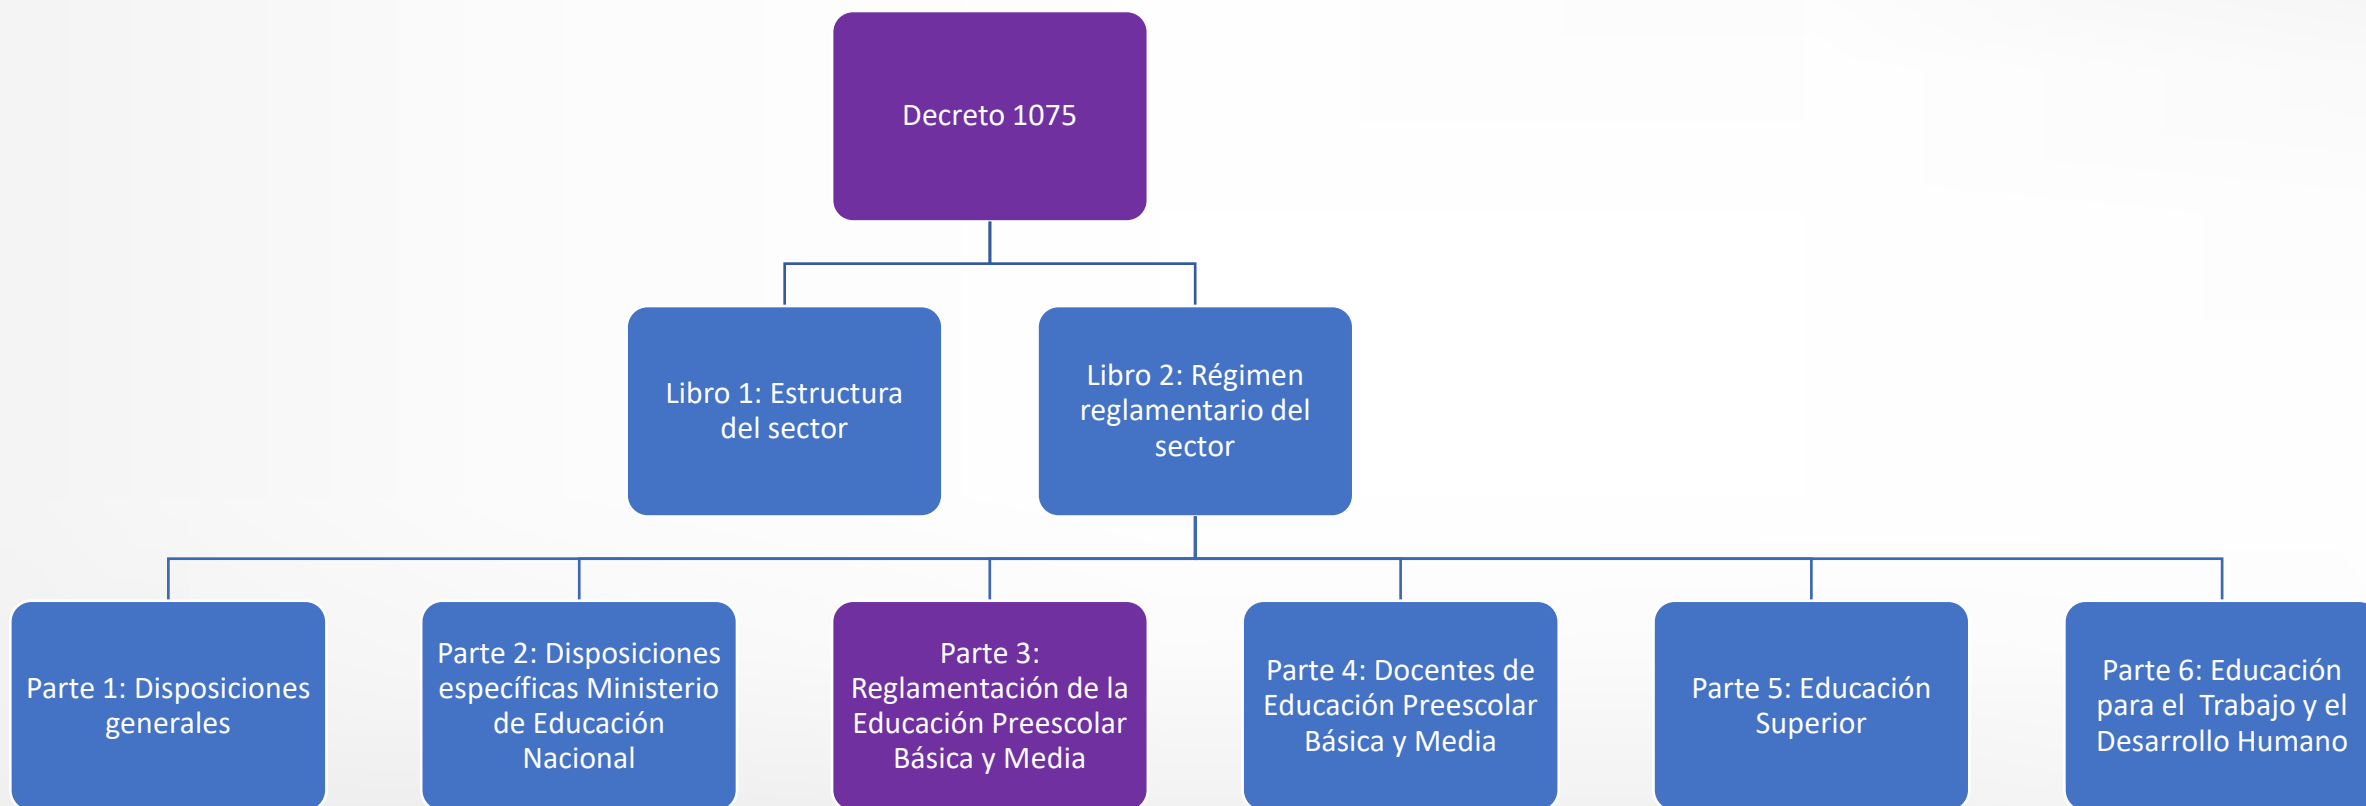 Decreto 1075
Libro 1: Estructura
del sector
Libro 2: Régimen
reglamentario del
sector
Parte 1: Disposiciones
generales
Parte 2: Disposiciones
específicas Ministerio
de Educación
Nacional
Parte 3:
Reglamentación de la
Educación Preescolar
Básica y Media
Parte 4: Docentes de
Educación Preescolar
Básica y Media
Parte 5: Educación
Superior
Parte 6: Educación
para el  Trabajo y el
Desarrollo Humano